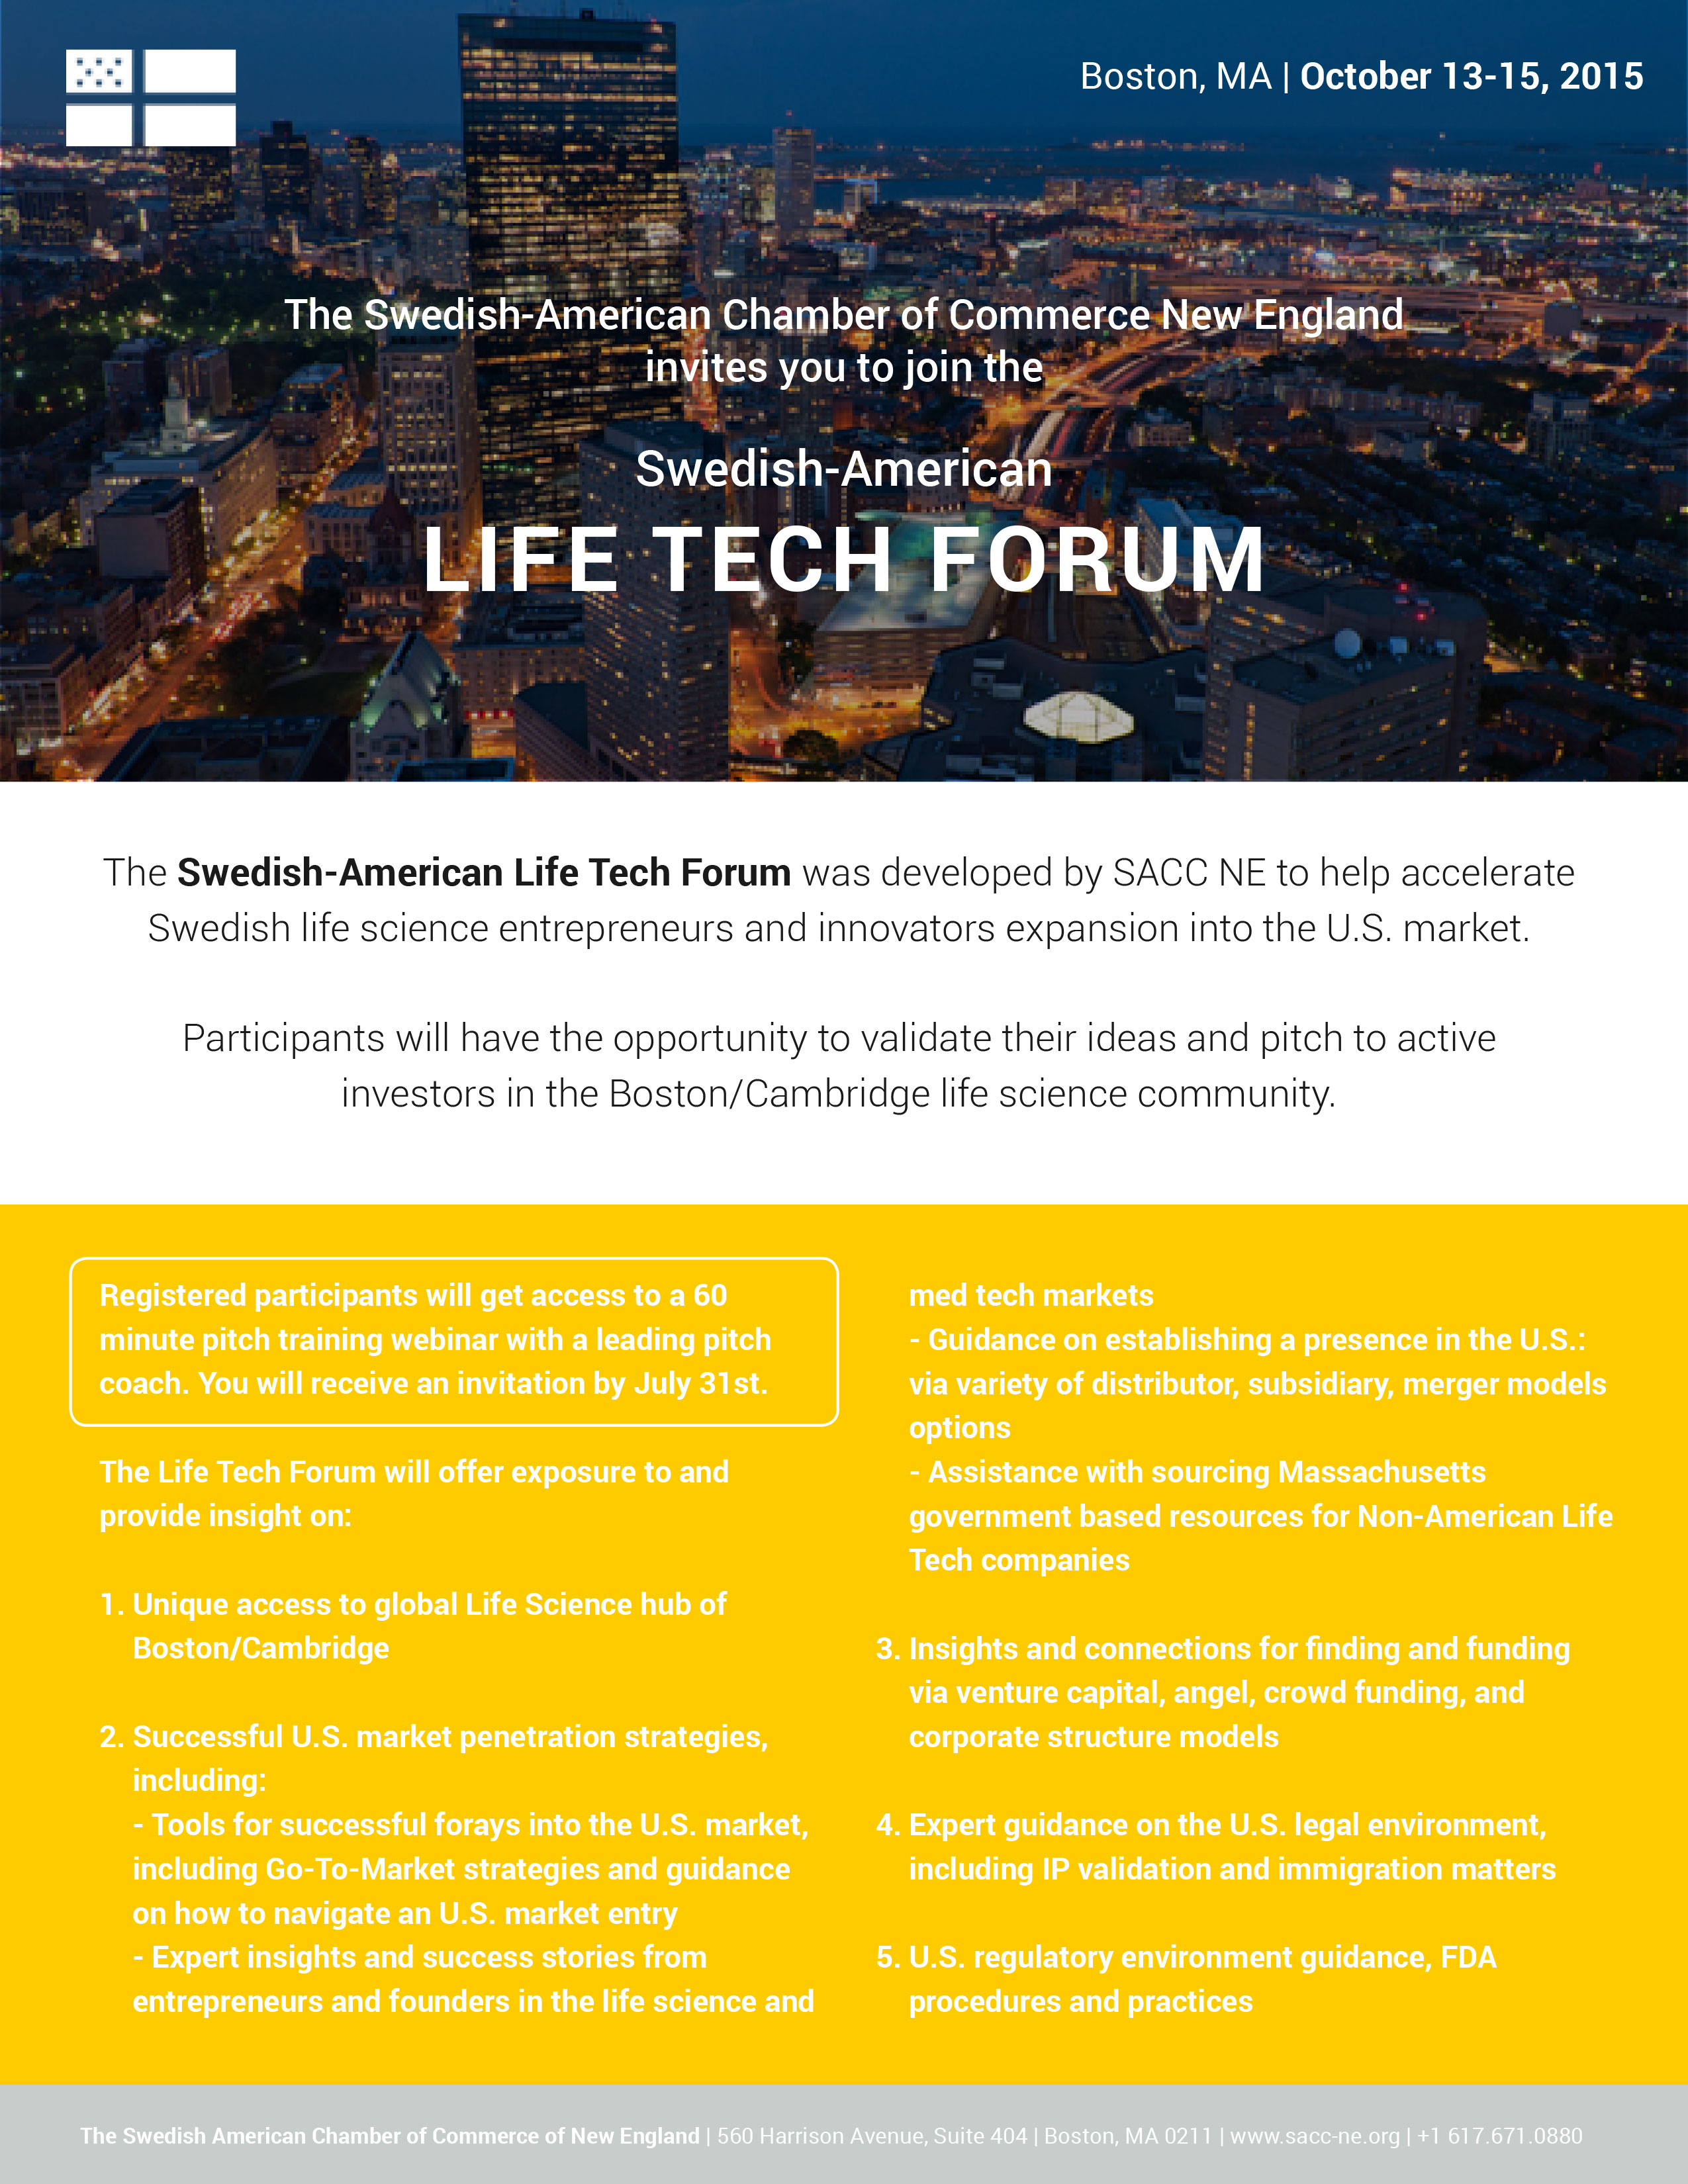 Boston, MA | October 13-15, 2015
The Swedish-American Chamber of Commerce New England
invites you to join the
Swedish-American
LIFE TECH FORUM
The Swedish-American Life Tech Forum was developed by SACC NE to help accelerate
Swedish life science entrepreneurs and innovators expansion into the U.S. market.
Participants will have the opportunity to validate their ideas and pitch to active
investors in the Boston/Cambridge life science community.
Registered participants will get access to a 60
minute pitch training webinar with a leading pitch
coach. You will receive an invitation by July 31st.
The Life Tech Forum will offer exposure to and
provide insight on:
1. Unique access to global Life Science hub of
Boston/Cambridge
2. Successful U.S. market penetration strategies,
including:
- Tools for successful forays into the U.S. market,
including Go-To-Market strategies and guidance
on how to navigate an U.S. market entry
- Expert insights and success stories from
entrepreneurs and founders in the life science and
med tech markets
- Guidance on establishing a presence in the U.S.:
via variety of distributor, subsidiary, merger models
options
- Assistance with sourcing Massachusetts
government based resources for Non-American Life
Tech companies
3. Insights and connections for finding and funding
via venture capital, angel, crowd funding, and
corporate structure models
4. Expert guidance on the U.S. legal environment,
including IP validation and immigration matters
5. U.S. regulatory environment guidance, FDA
procedures and practices
The Swedish American Chamber of Commerce of New England | 560 Harrison Avenue, Suite 404 | Boston, MA 0211 | www.sacc-ne.org | +1 617.671.0880